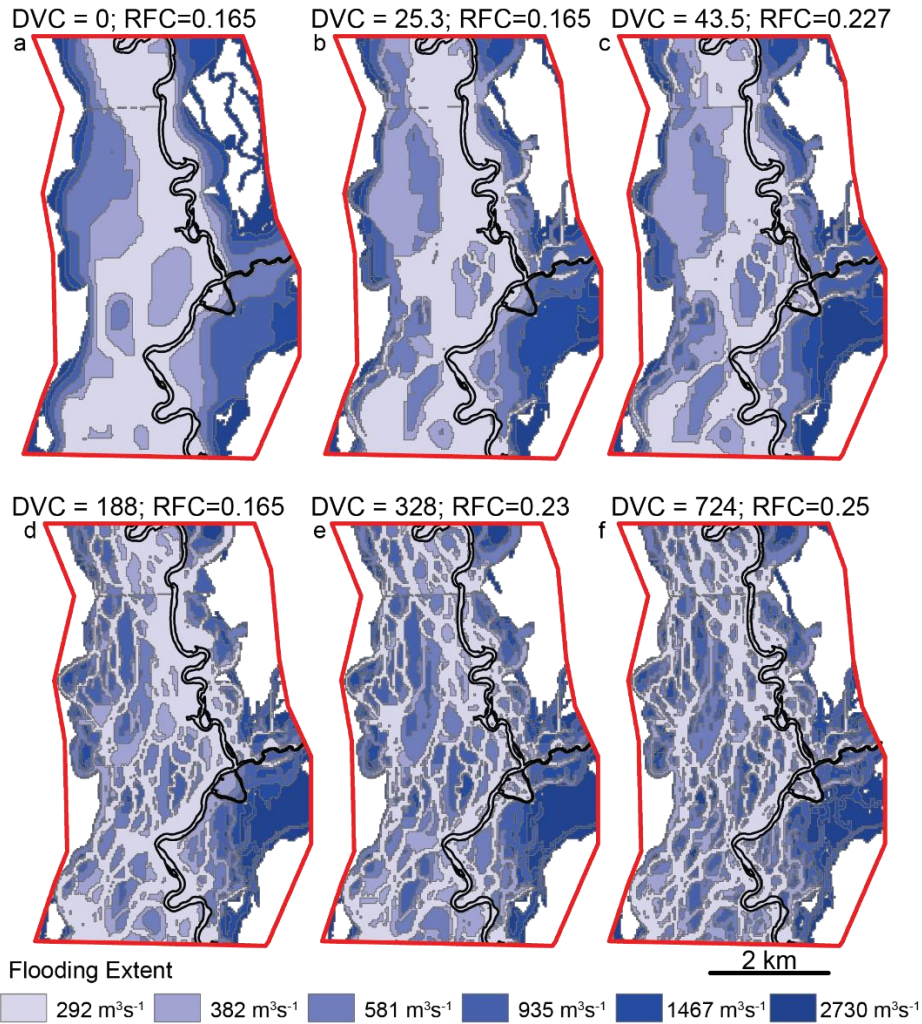 DVC = 0; RFC=0.165
DVC = 25.3; RFC=0.165
DVC = 43.5; RFC=0.227
a
b
c
DVC = 188; RFC=0.165
DVC = 328; RFC=0.23
DVC = 724; RFC=0.25
d
e
f
2 km
Flooding Extent
292 m³s⁻¹
382 m³s⁻¹
581 m³s⁻¹
935 m³s⁻¹
1467 m³s⁻¹
2730 m³s⁻¹